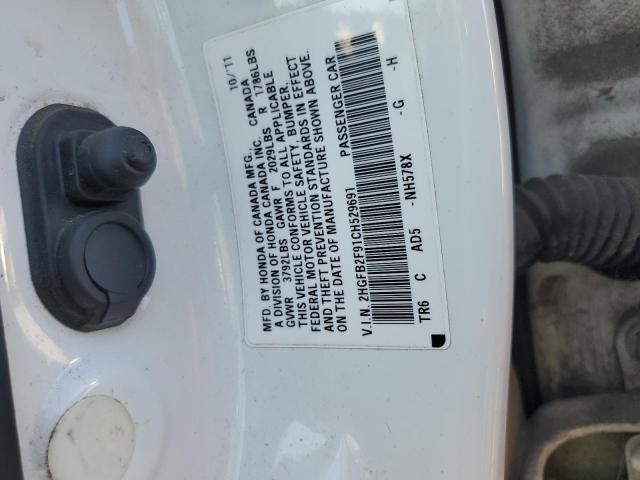 MFD. BY HONDA OF CANADA MFG., 10/11
A DIVISION OF HONDA CANADA INC. CANADA
GVWR 3792LBS GAWR F 2029LBS R 1786LBS
THIS VEHICLE CONFORMS TO ALL APPLICABLE
FEDERAL MOTOR VEHICLE SAFETY, BUMPER,
AND THEFT PREVENTION STANDARDS IN EFFECT
ON THE DATE OF MANUFACTURE SHOWN ABOVE.
V.I.N. 2HGFB2F91CH529691 PASSENGER CAR
TR6 C AD5 -NH578X -G -H